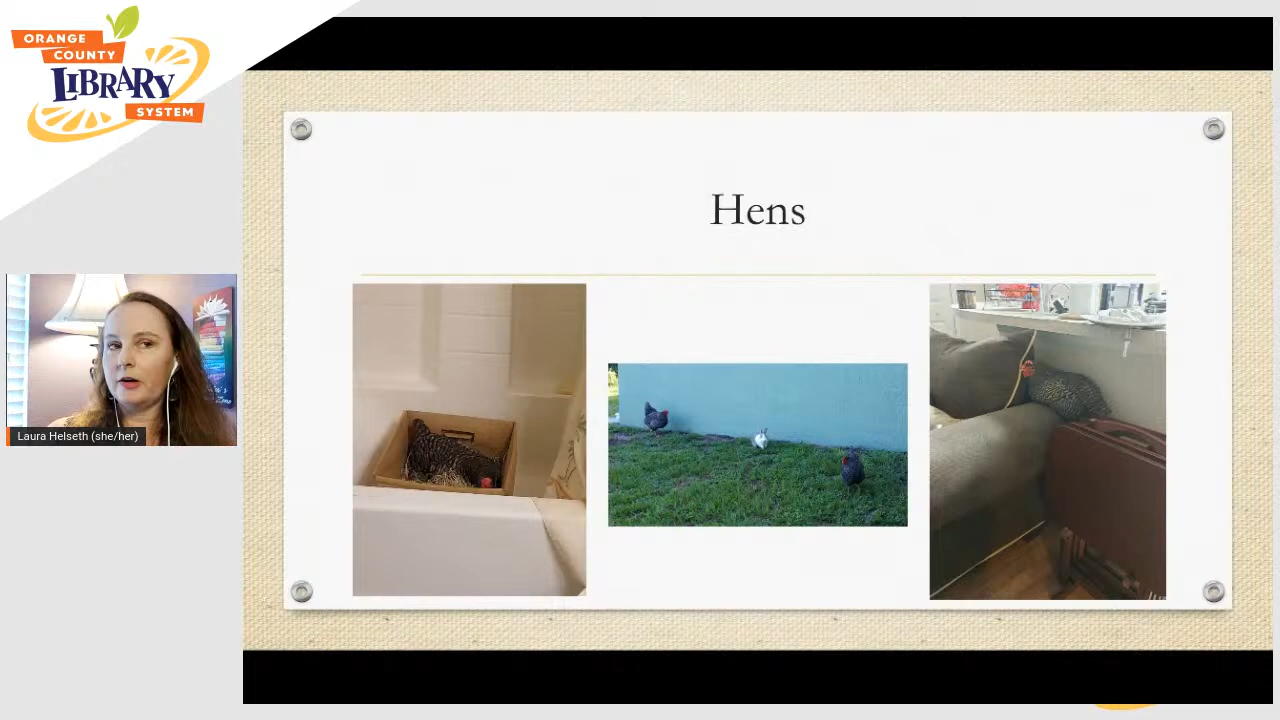 ORANGE
COUNTY
LIBRARY
SYSTEM
Hens
Laura Helseth (she/her)